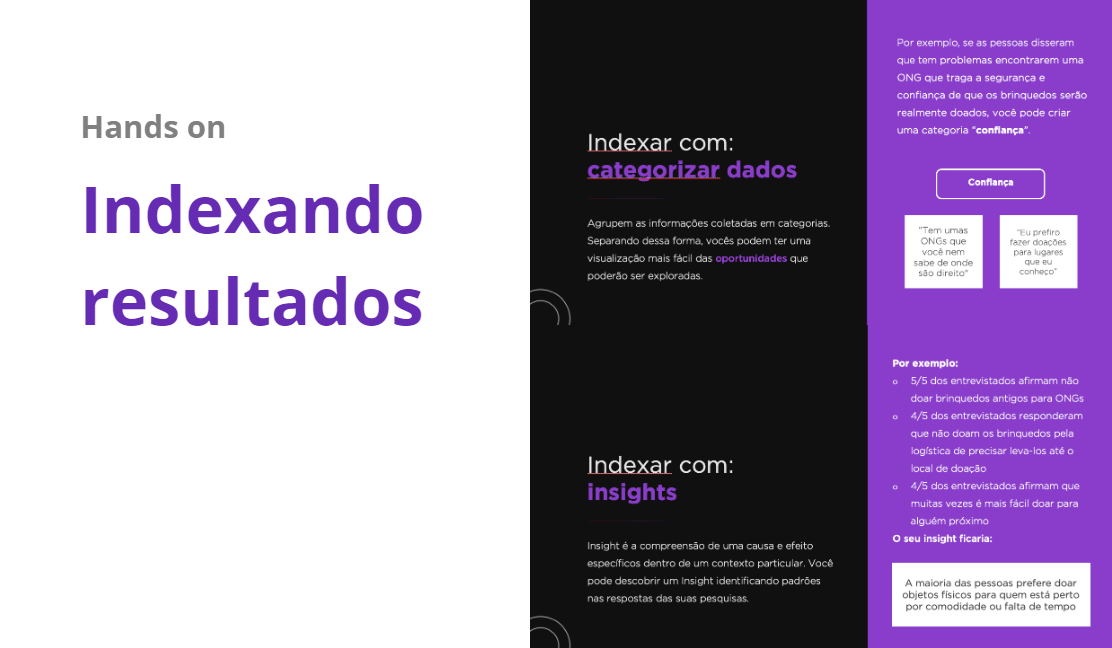 Hands on
Indexando
resultados
Indexar com:
categorizar dados
Agrupem as informações coletadas em categorias.
Separando dessa forma, vocês podem ter uma
visualização mais fácil das oportunidades que
poderão ser exploradas.
Por exemplo, se as pessoas disseram
que tem problemas encontrarem uma
ONG que traga a segurança e
confiança de que os brinquedos serão
realmente doados, você pode criar
uma categoria “confiança”.
Confiança
"Tem umas
ONGs que
você nem
sabe de onde
são direito"
"Eu prefiro
fazer doações
para lugares
que eu
conheço"
Indexar com:
insights
Insight é a compreensão de uma causa e efeito
específicos dentro de um contexto particular. Você
pode descobrir um Insight identificando padrões
nas respostas das suas pesquisas.
Por exemplo:
o 5/5 dos entrevistados afirmam não
doar brinquedos antigos para ONGs
o 4/5 dos entrevistados responderam
que não doam os brinquedos pela
logística de precisar leva-los até o
local de doação
o 4/5 dos entrevistados afirmam que
muitas vezes é mais fácil doar para
alguém próximo
O seu insight ficaria:
A maioria das pessoas prefere doar
objetos físicos para quem está perto
por comodidade ou falta de tempo